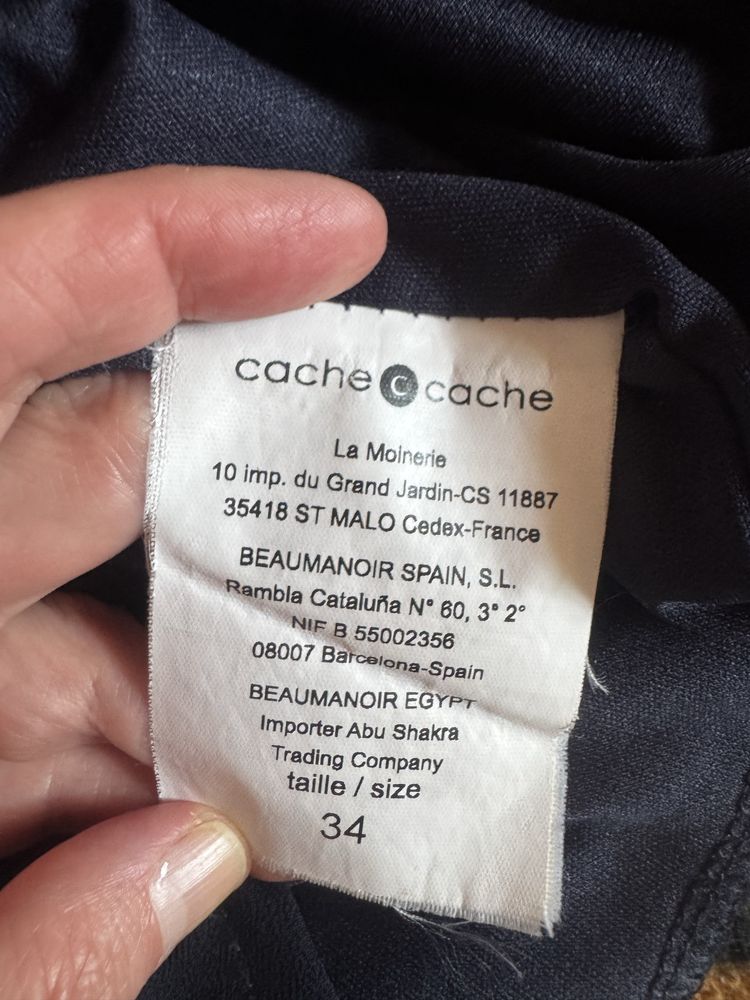 cache c cache
La Moinerie
10 imp. du Grand Jardin-CS 11887
35418 ST MALO Cedex-France
BEAUMANOIR SPAIN, S.L.
Rambla Cataluña N° 60, 3° 2°
NIF B 55002356
08007 Barcelona-Spain
BEAUMANOIR EGYPT
Importer Abu Shakra
Trading Company
taille / size
34